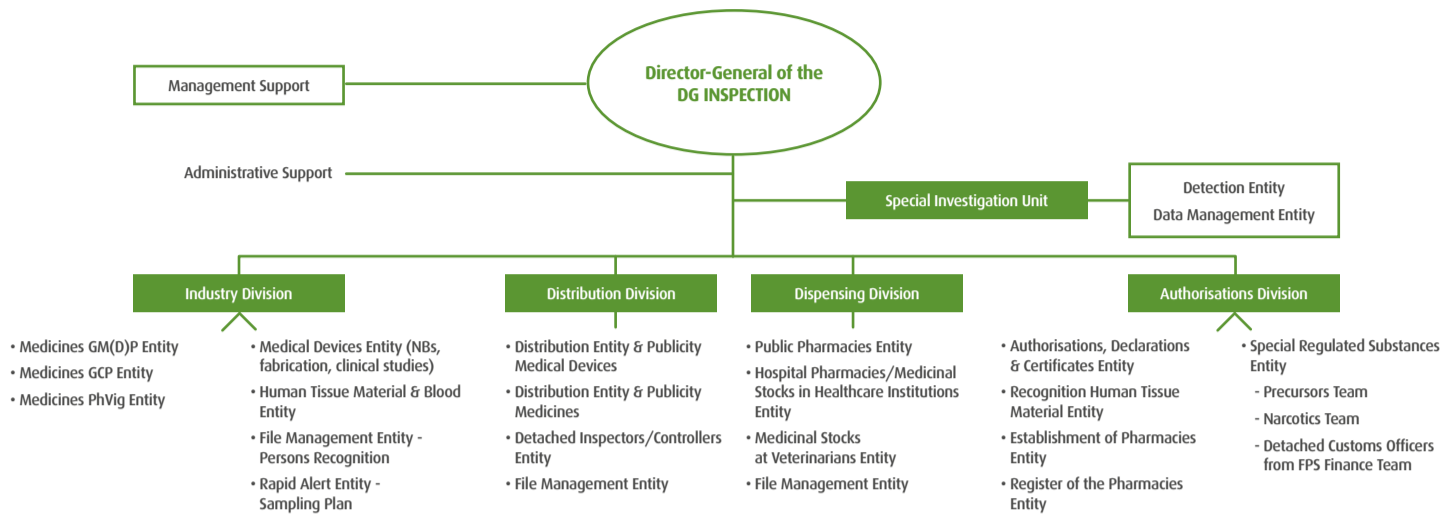 Director-General of the
DG INSPECTION
Management Support
Administrative Support
Special Investigation Unit
Detection Entity
Data Management Entity
Industry Division
• Medicines GM(D)P Entity
• Medicines GCP Entity
• Medicines PhVig Entity
• Medical Devices Entity (NBs,
fabrication, clinical studies)
• Human Tissue Material & Blood
Entity
• File Management Entity -
Persons Recognition
• Rapid Alert Entity -
Sampling Plan
Distribution Division
• Distribution Entity & Publicity
Medical Devices
• Distribution Entity & Publicity
Medicines
• Detached Inspectors/Controllers
Entity
• File Management Entity
Dispensing Division
• Public Pharmacies Entity
• Hospital Pharmacies/Medicinal
Stocks in Healthcare Institutions
Entity
• Medicinal Stocks
at Veterinarians Entity
• File Management Entity
Authorisations Division
• Authorisations, Declarations
& Certificates Entity
• Recognition Human Tissue
Material Entity
• Establishment of Pharmacies
Entity
• Register of the Pharmacies
Entity
• Special Regulated Substances
Entity
- Precursors Team
- Narcotics Team
- Detached Customs Officers
from FPS Finance Team